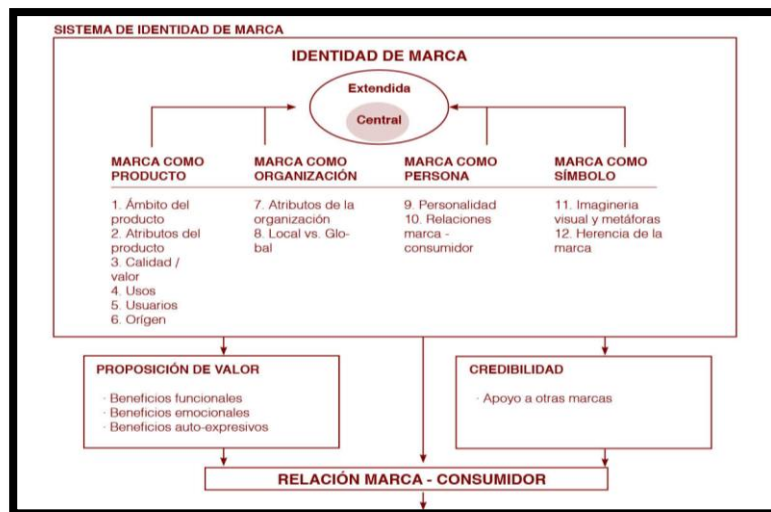 SISTEMA DE IDENTIDAD DE MARCA
IDENTIDAD DE MARCA
Extendida
Central
MARCA COMO
PRODUCTO
1. Ámbito del
producto
2. Atributos del
producto
3. Calidad /
valor
4. Usos
5. Usuarios
6. Orígen
MARCA COMO
ORGANIZACIÓN
7. Atributos de la
organización
8. Local vs. Glo-
bal
MARCA COMO
PERSONA
9. Personalidad
10. Relaciones
marca -
consumidor
MARCA COMO
SÍMBOLO
11. Imagineria
visual y metáforas
12. Herencia de la
marca
PROPOSICIÓN DE VALOR
· Beneficios funcionales
· Beneficios emocionales
· Beneficios auto-expresivos
CREDIBILIDAD
· Apoyo a otras marcas
RELACIÓN MARCA - CONSUMIDOR